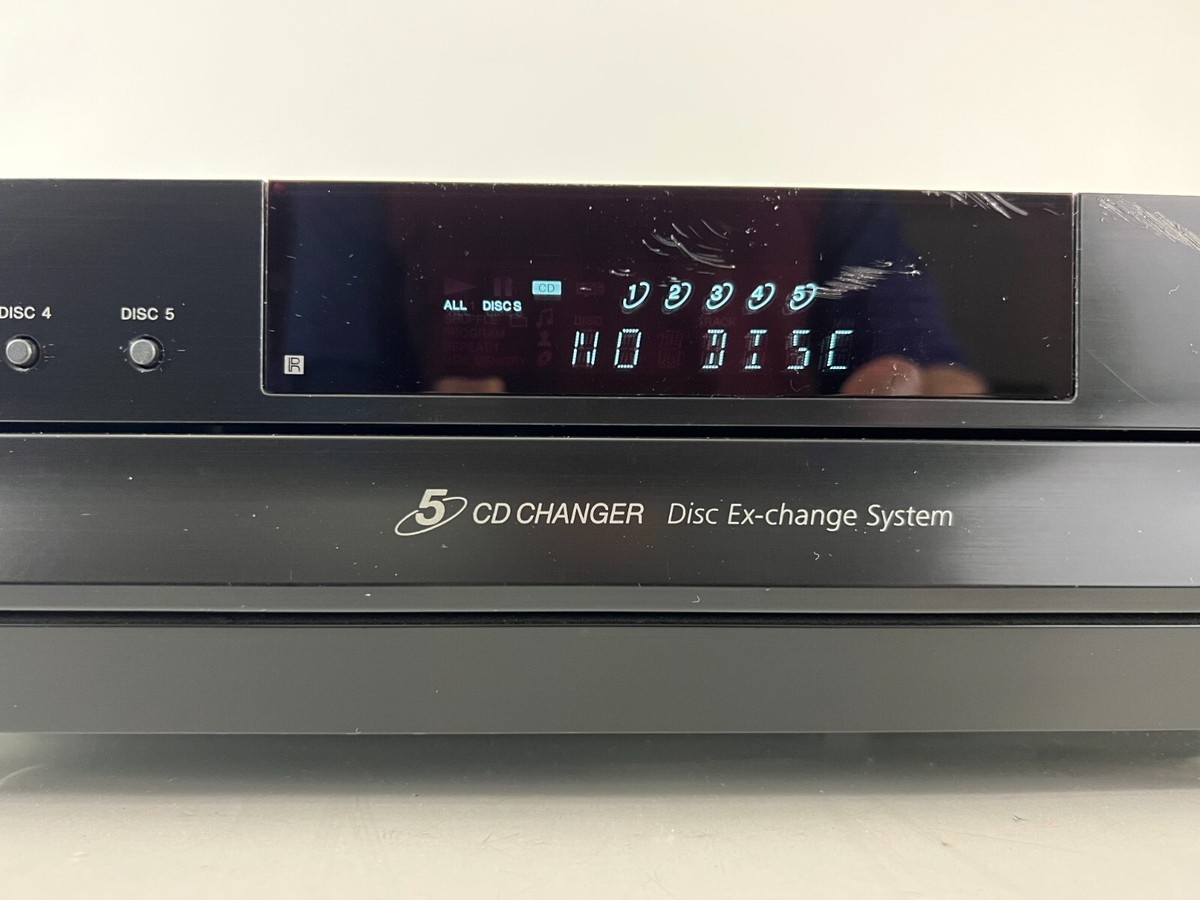 DISC 4
DISC 5
CD
1 2 3 4 5
ALL DISCS
NO DISC
R
5 CD CHANGER Disc Ex-change System